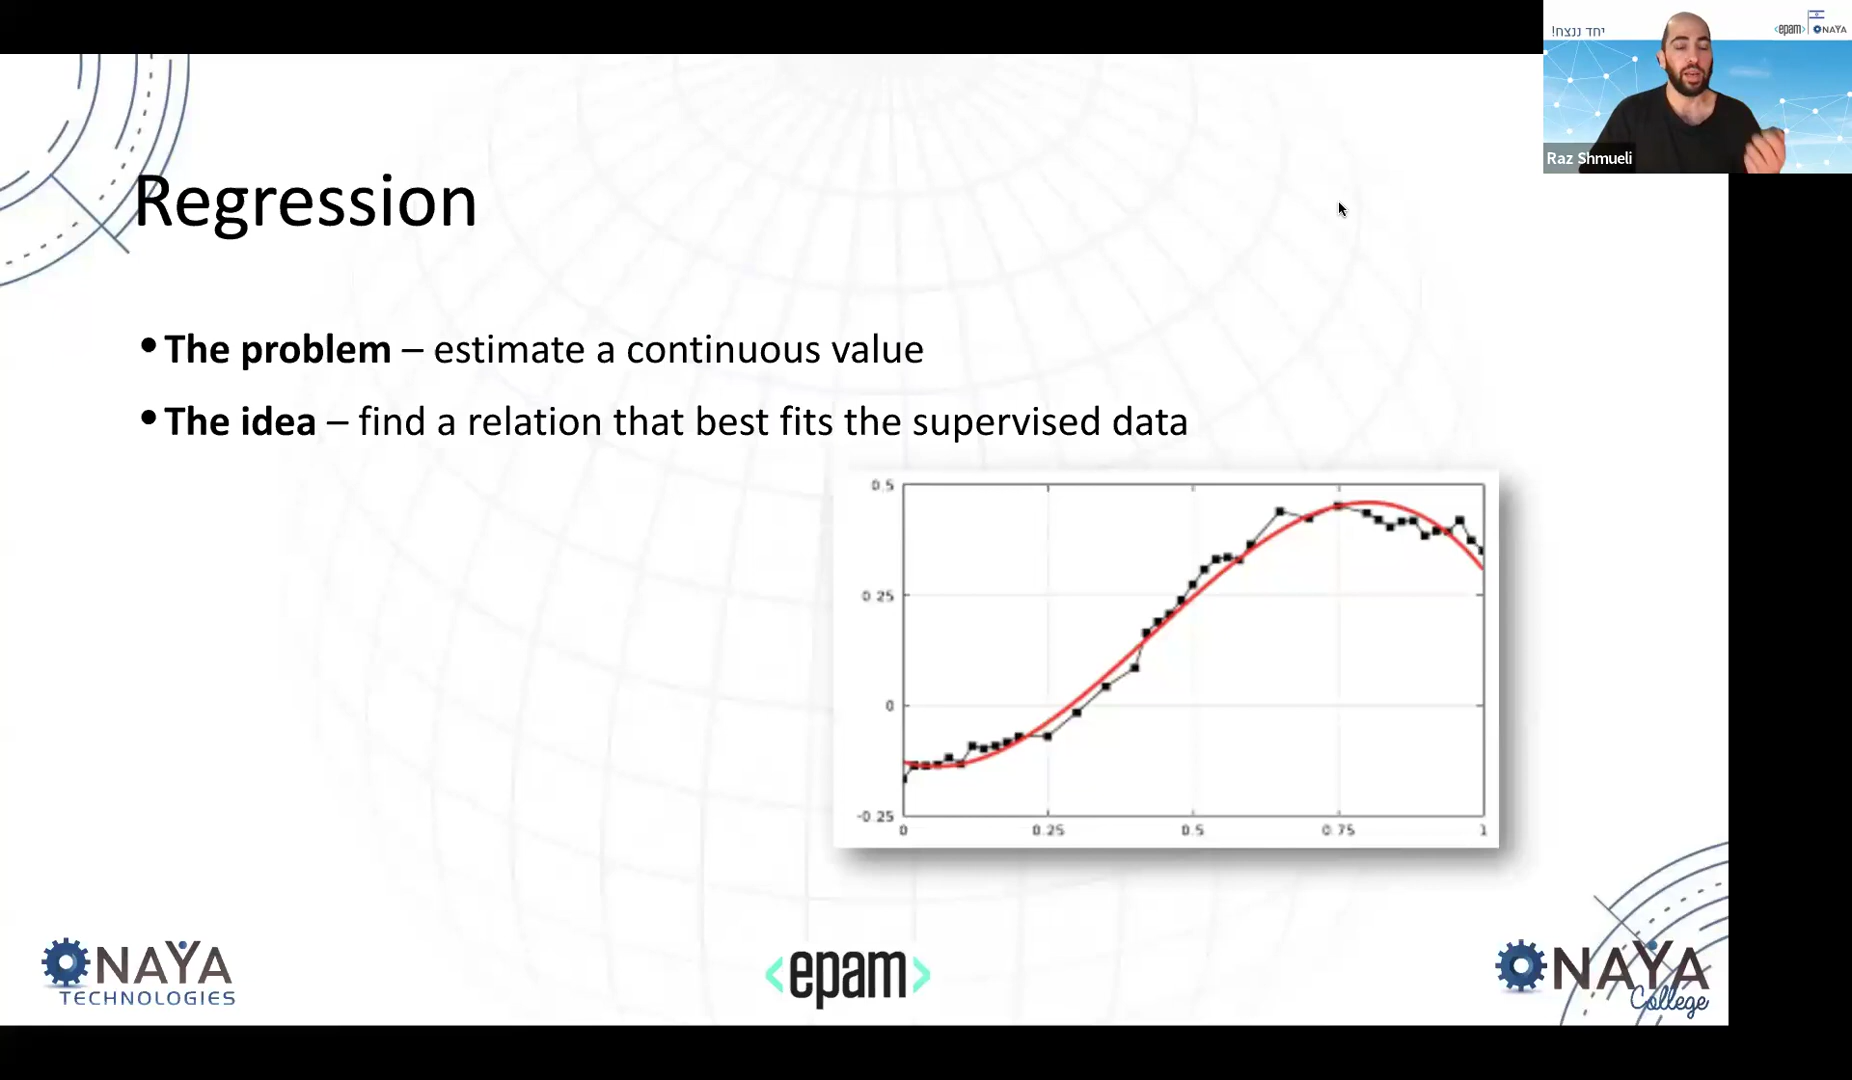 יחד ננצח!
<epam> NAYA
Raz Shmueli
Regression
•The problem – estimate a continuous value
•The idea – find a relation that best fits the supervised data
0.5
0.25
0
-0.25
0 0.25 0.5 0.75 1
NAYA
TECHNOLOGIES
<epam>
NAYA
College